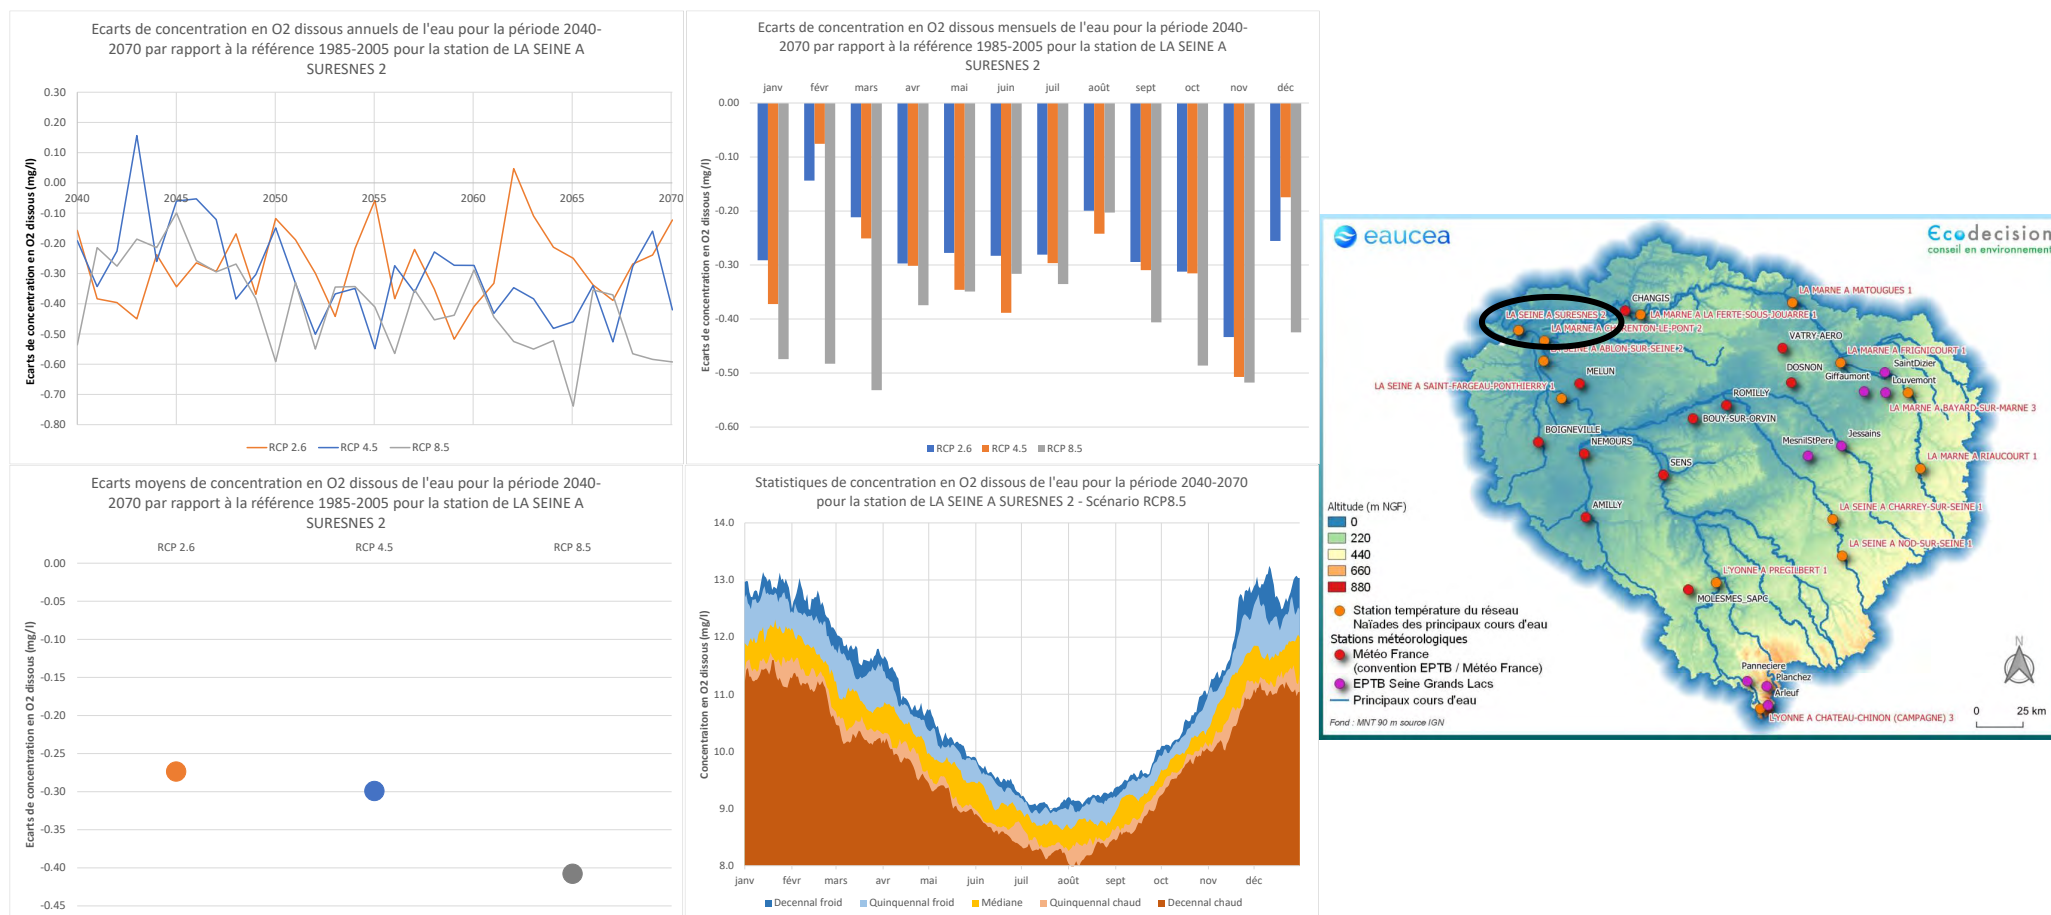 Ecarts de concentration en O2 dissous annuels de l'eau pour la période 2040-
2070 par rapport à la référence 1985-2005 pour la station de LA SEINE A
SURESNES 2
Ecarts de concentration en O2 dissous (mg/l)
0.30
0.20
0.10
0.00
-0.10
-0.20
-0.30
-0.40
-0.50
-0.60
-0.70
-0.80
2040
2045
2050
2055
2060
2065
2070
RCP 2.6
RCP 4.5
RCP 8.5
Ecarts de concentration en O2 dissous mensuels de l'eau pour la période 2040-
2070 par rapport à la référence 1985-2005 pour la station de LA SEINE A
SURESNES 2
janv févr mars avr mai juin juil août sept oct nov déc
Ecarts de concentration en O2 dissous (mg/l)
0.00
-0.10
-0.20
-0.30
-0.40
-0.50
-0.60
RCP 2.6
RCP 4.5
RCP 8.5
Ecarts moyens de concentration en O2 dissous de l'eau pour la période 2040-
2070 par rapport à la référence 1985-2005 pour la station de LA SEINE A
SURESNES 2
RCP 2.6
RCP 4.5
RCP 8.5
Ecarts de concentration en O2 dissous (mg/l)
0.00
-0.05
-0.10
-0.15
-0.20
-0.25
-0.30
-0.35
-0.40
-0.45
Statistiques de concentration en O2 dissous de l'eau pour la période 2040-2070
pour la station de LA SEINE A SURESNES 2 - Scénario RCP8.5
Concentraiton en O2 dissous (mg/l)
14.0
13.0
12.0
11.0
10.0
9.0
8.0
janv févr mars avr mai juin juil août sept oct nov déc
Decennal froid
Quinquennal froid
Médiane
Quinquennal chaud
Decennal chaud
eaucea
Ecodecision
conseil en environnement
CHANGIS
LA MARNE A MATOUGUES 1
LA SEINE A SURESNES 2
LA MARNE A LA FERTE-SOUS-JOUARRE 1
LA MARNE A CHARENTON-LE-PONT 2
VATRY-AERO
LA SEINE A ABLON-SUR-SEINE 2
LA MARNE A FRIGNICOURT 1
SaintDizier
MELUN
DOSNON
Giffaumont
Louvemont
LA SEINE A SAINT-FARGEAU-PONTHIERRY 1
ROMILLY
LA MARNE A BAYARD-SUR-MARNE 3
BOUY-SUR-ORVIN
BOIGNEVILLE
NEMOURS
MesnilStPere
Jessains
SENS
LA MARNE A RIAUCOURT 1
AMILLY
LA SEINE A CHARREY-SUR-SEINE 1
LA SEINE A NOD-SUR-SEINE 1
L'YONNE A PREGILBERT 1
MOLESMES_SAPC
Panneciere
Planchez
Arleuf
L'YONNE A CHATEAU-CHINON (CAMPAGNE) 3
Altitude (m NGF)
0
220
440
660
880
Station température du réseau
Naïades des principaux cours d'eau
Stations météorologiques
Météo France
(convention EPTB / Météo France)
EPTB Seine Grands Lacs
Principaux cours d'eau
Fond : MNT 90 m source IGN
N
0 25 km